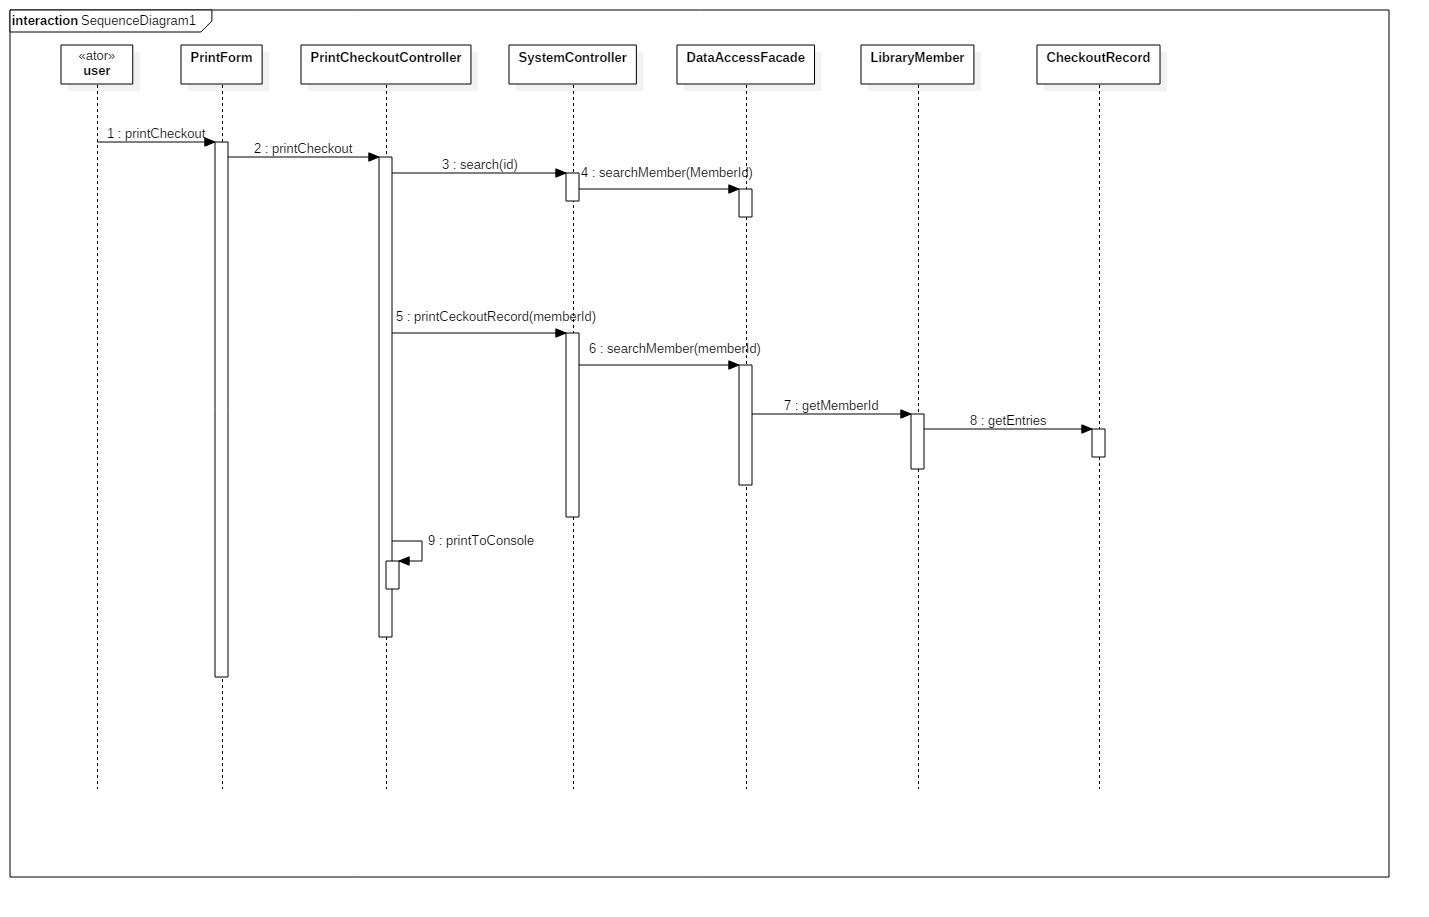 interaction SequenceDiagram1
«ator»
user
PrintForm
PrintCheckoutController
SystemController
DataAccessFacade
LibraryMember
CheckoutRecord
1 : printCheckout
2 : printCheckout
3 : search(id)
4 : searchMember(MemberId)
5 : printCeckoutRecord(memberId)
6 : searchMember(memberId)
7 : getMemberId
8 : getEntries
9 : printToConsole